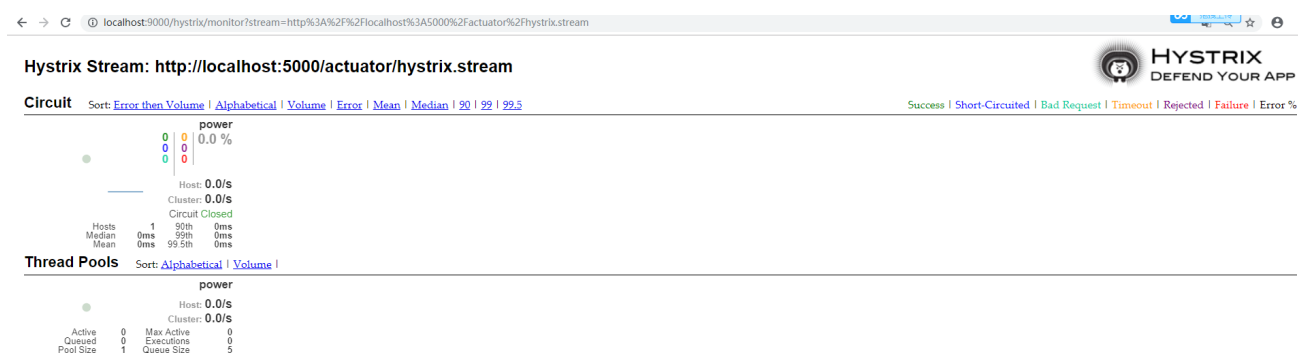 localhost:9000/hystrix/monitor?stream=http%3A%2F%2Flocalhost%3A5000%2Factuator%2Fhystrix.stream
Hystrix Stream: http://localhost:5000/actuator/hystrix.stream
HYSTRIX
DEFEND YOUR APP
Circuit Sort: Error then Volume | Alphabetical | Volume | Error | Mean | Median | 90 | 99 | 99.5
Success | Short-Circuited | Bad Request | Timeout | Rejected | Failure | Error %
power
0 0 0.0 %
0 0
0 0
Host: 0.0/s
Cluster: 0.0/s
Circuit Closed
Hosts 1 90th 0ms
Median 0ms 99th 0ms
Mean 0ms 99.5th 0ms
Thread Pools Sort: Alphabetical | Volume |
power
Host: 0.0/s
Cluster: 0.0/s
Active 0 Max Active 0
Queued 0 Executions 0
Pool Size 1 Queue Size 5